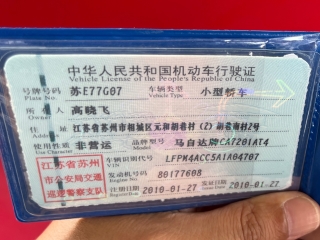 中华人民共和国机动车行驶证
Vehicle License of the People's Republic of China
号牌号码 苏E77G07 车辆类型 小型轿车
Plate No. Vehicle Type
所有人 高晓飞
Owner
住址 江苏省苏州市相城区元和胡巷村(2)胡巷南村2号
Address
使用性质 非营运 品牌型号 马自达牌CA7201AT4
Use Character Model
江苏省苏州 车辆识别代号 LFPM4ACC5A1A04707
VIN
市公安局交通 发动机号码 80177608
Engine No.
巡逻警察支队 注册日期 2010-01-27 发证日期 2010-01-27
Register Date Issue Date